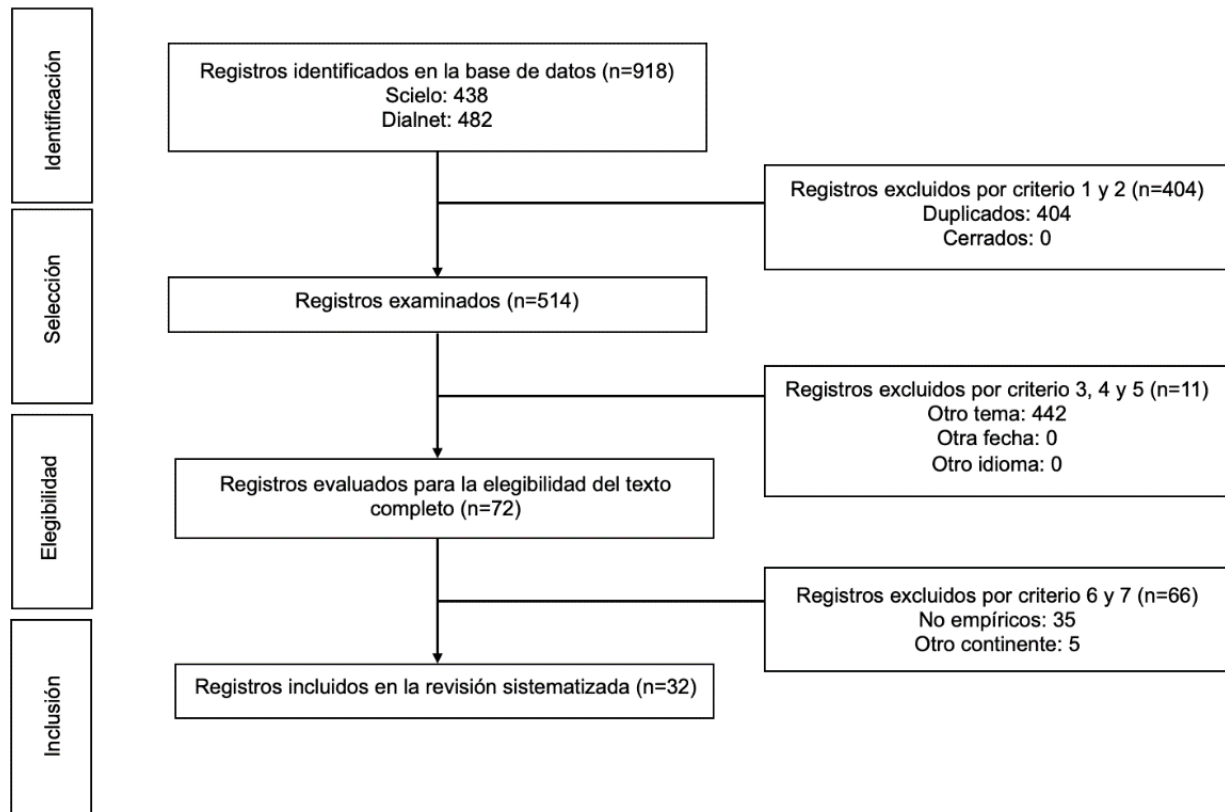 Identificación
Registros identificados en la base de datos (n=918)
Scielo: 438
Dialnet: 482
Registros excluidos por criterio 1 y 2 (n=404)
Duplicados: 404
Cerrados: 0
Selección
Registros examinados (n=514)
Registros excluidos por criterio 3, 4 y 5 (n=11)
Otro tema: 442
Otra fecha: 0
Otro idioma: 0
Elegibilidad
Registros evaluados para la elegibilidad del texto
completo (n=72)
Registros excluidos por criterio 6 y 7 (n=66)
No empíricos: 35
Otro continente: 5
Inclusión
Registros incluidos en la revisión sistematizada (n=32)